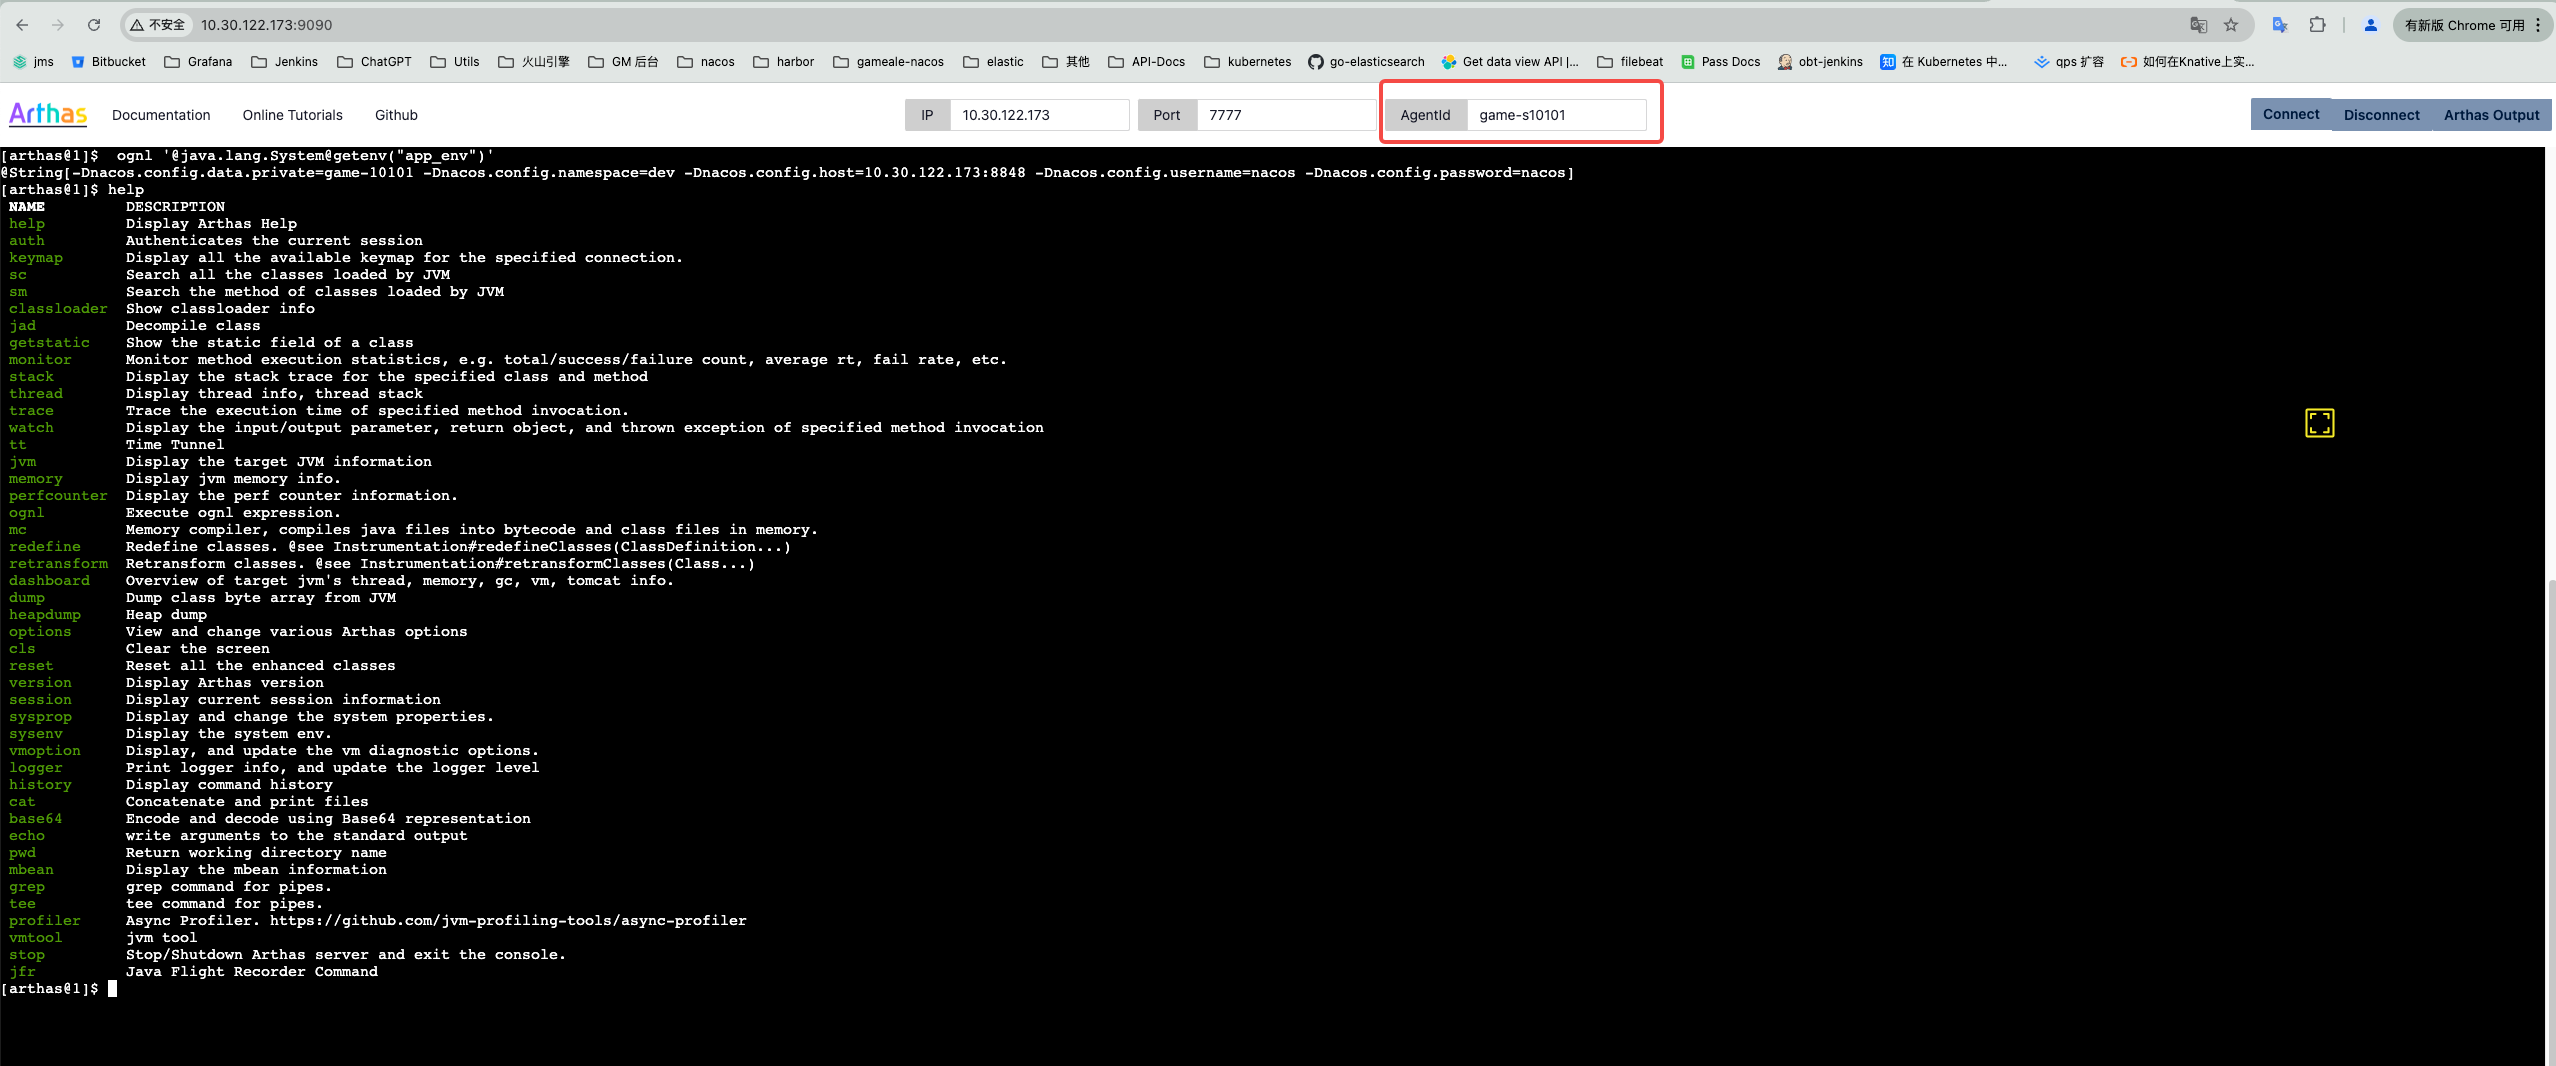 不安全 10.30.122.173:9090 有新版 Chrome 可用
jms Bitbucket Grafana Jenkins ChatGPT Utils 火山引擎 GM 后台 nacos harbor gameale-nacos elastic 其他 API-Docs kubernetes go-elasticsearch Get data view API |... filebeat Pass Docs obt-jenkins 在 Kubernetes 中... qps 扩容 如何在Knative上实...
Arthas Documentation Online Tutorials Github IP 10.30.122.173 Port 7777 AgentId game-s10101 Connect Disconnect Arthas Output
[arthas@1]$  ognl '@java.lang.System@getenv("app_env")'
@String[-Dnacos.config.data.private=game-10101 -Dnacos.config.namespace=dev -Dnacos.config.host=10.30.122.173:8848 -Dnacos.config.username=nacos -Dnacos.config.password=nacos]
[arthas@1]$ help
NAME DESCRIPTION
help Display Arthas Help
auth Authenticates the current session
keymap Display all the available keymap for the specified connection.
sc Search all the classes loaded by JVM
sm Search the method of classes loaded by JVM
classloader Show classloader info
jad Decompile class
getstatic Show the static field of a class
monitor Monitor method execution statistics, e.g. total/success/failure count, average rt, fail rate, etc.
stack Display the stack trace for the specified class and method
thread Display thread info, thread stack
trace Trace the execution time of specified method invocation.
watch Display the input/output parameter, return object, and thrown exception of specified method invocation
tt Time Tunnel
jvm Display the target JVM information
memory Display jvm memory info.
perfcounter Display the perf counter information.
ognl Execute ognl expression.
mc Memory compiler, compiles java files into bytecode and class files in memory.
redefine Redefine classes. @see Instrumentation#redefineClasses(ClassDefinition...)
retransform Retransform classes. @see Instrumentation#retransformClasses(Class...)
dashboard Overview of target jvm's thread, memory, gc, vm, tomcat info.
dump Dump class byte array from JVM
heapdump Heap dump
options View and change various Arthas options
cls Clear the screen
reset Reset all the enhanced classes
version Display Arthas version
session Display current session information
sysprop Display and change the system properties.
sysenv Display the system env.
vmoption Display, and update the vm diagnostic options.
logger Print logger info, and update the logger level
history Display command history
cat Concatenate and print files
base64 Encode and decode using Base64 representation
echo write arguments to the standard output
pwd Return working directory name
mbean Display the mbean information
grep grep command for pipes.
tee tee command for pipes.
profiler Async Profiler. https://github.com/jvm-profiling-tools/async-profiler
vmtool jvm tool
stop Stop/Shutdown Arthas server and exit the console.
jfr Java Flight Recorder Command
[arthas@1]$